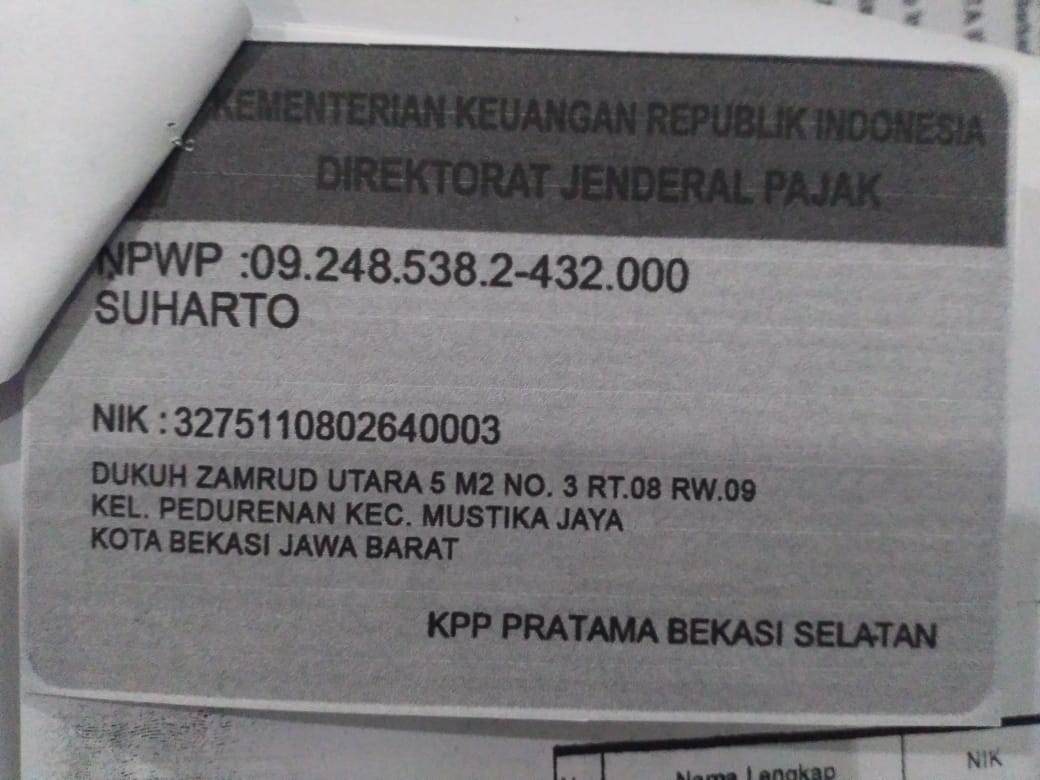 KEMENTERIAN KEUANGAN REPUBLIK INDONESIA
DIREKTORAT JENDERAL PAJAK
NPWP :09.248.538.2-432.000
SUHARTO
NIK : 3275110802640003
DUKUH ZAMRUD UTARA 5 M2 NO. 3 RT.08 RW.09
KEL. PEDURENAN KEC. MUSTIKA JAYA
KOTA BEKASI JAWA BARAT
KPP PRATAMA BEKASI SELATAN
Nama Lengkap
NIK